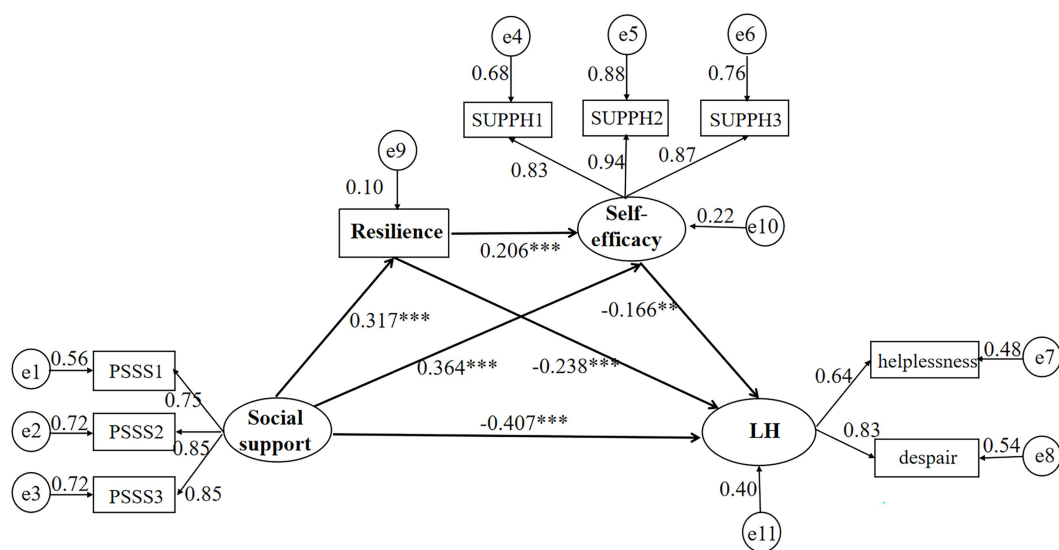 e4
e5
e6
0.68
0.88
0.76
SUPPH1
SUPPH2
SUPPH3
e9
0.83
0.94
0.87
0.10
Resilience
0.206***
Self-
efficacy
0.22
e10
0.317***
0.364***
-0.238***
-0.166**
e1
0.56
PSSS1
0.75
e2
0.72
PSSS2
0.85
e3
0.72
PSSS3
0.85
Social
support
-0.407***
LH
0.64
helplessness
0.48
e7
0.83
despair
0.54
e8
0.40
e11